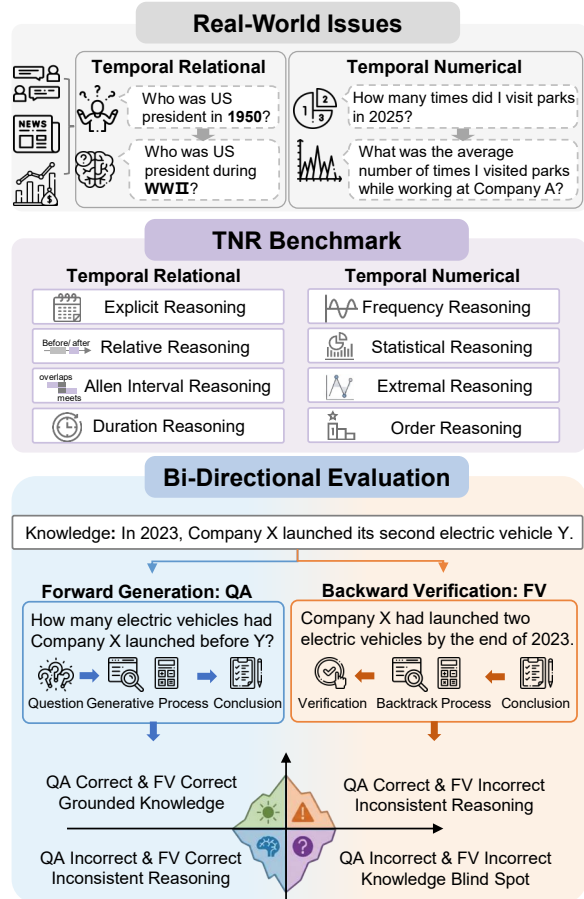 Real-World Issues
Temporal Relational
Who was US
president in 1950?
Who was US
president during
WWII?
NEWS
Temporal Numerical
1 2 3
How many times did I visit parks
in 2025?
What was the average
number of times I visited parks
while working at Company A?
TNR Benchmark
Temporal Relational
Explicit Reasoning
Before/ after
Relative Reasoning
overlaps
meets
Allen Interval Reasoning
Duration Reasoning
Temporal Numerical
Frequency Reasoning
Statistical Reasoning
Extremal Reasoning
1
Order Reasoning
Bi-Directional Evaluation
Knowledge: In 2023, Company X launched its second electric vehicle Y.
Forward Generation: QA
How many electric vehicles had
Company X launched before Y?
Question Generative Process Conclusion
Backward Verification: FV
Company X had launched two
electric vehicles by the end of 2023.
Verification Backtrack Process Conclusion
QA Correct & FV Correct
Grounded Knowledge
QA Correct & FV Incorrect
Inconsistent Reasoning
QA Incorrect & FV Correct
Inconsistent Reasoning
QA Incorrect & FV Incorrect
Knowledge Blind Spot